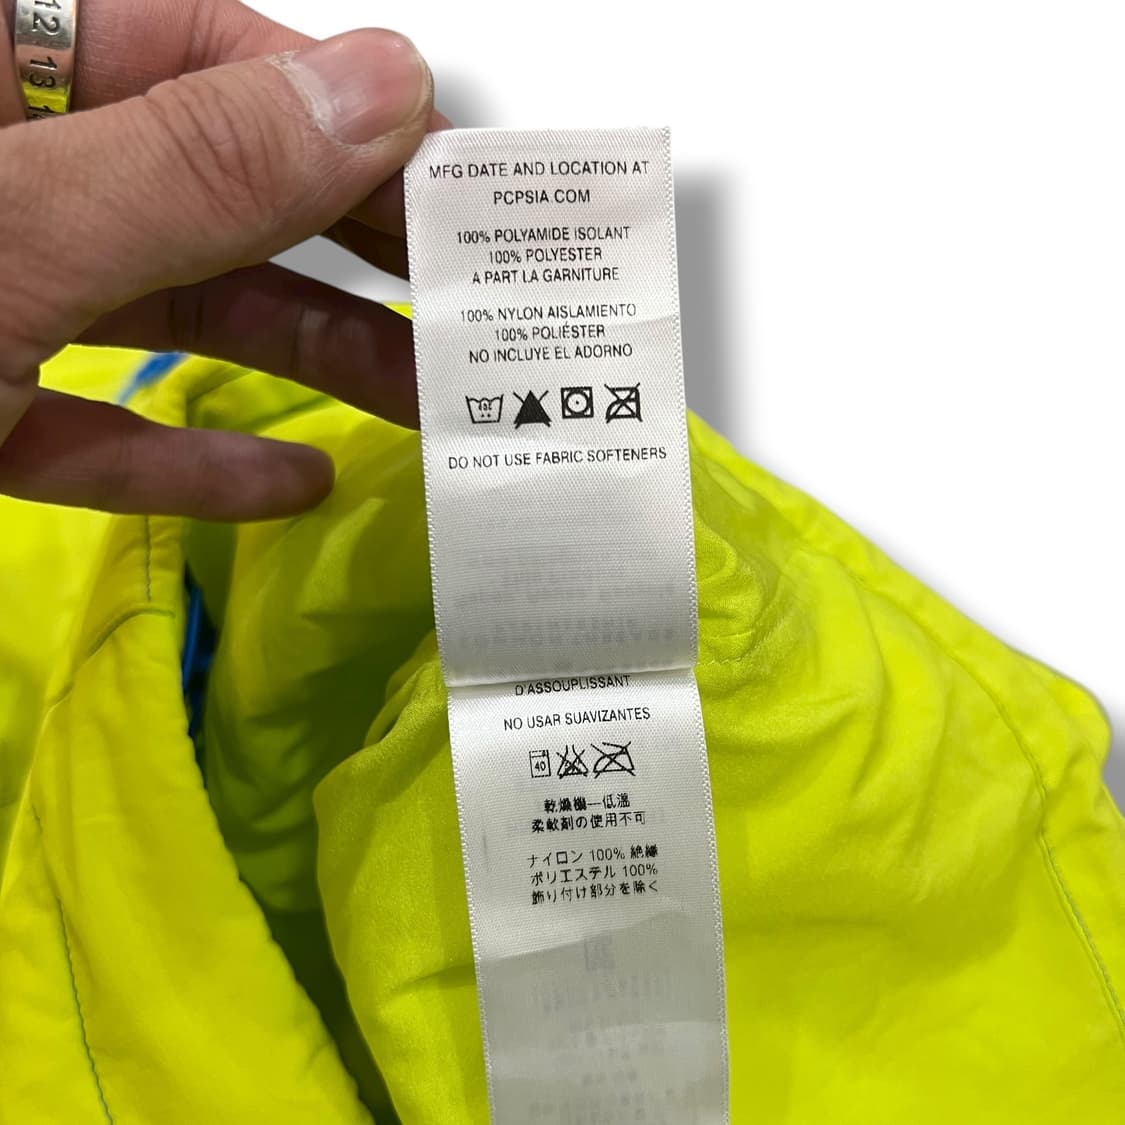 12 13
MFG DATE AND LOCATION AT
PCPSIA.COM
100% POLYAMIDE ISOLANT
100% POLYESTER
A PART LA GARNITURE
100% NYLON AISLAMIENTO
100% POLIÉSTER
NO INCLUYE EL ADORNO
DO NOT USE FABRIC SOFTENERS
D'ASSOUPLISSANT
NO USAR SUAVIZANTES
40
乾燥機—低温
柔軟剤の使用不可
ナイロン 100% 絶縁
ポリエステル 100%
飾り付け部分を除く